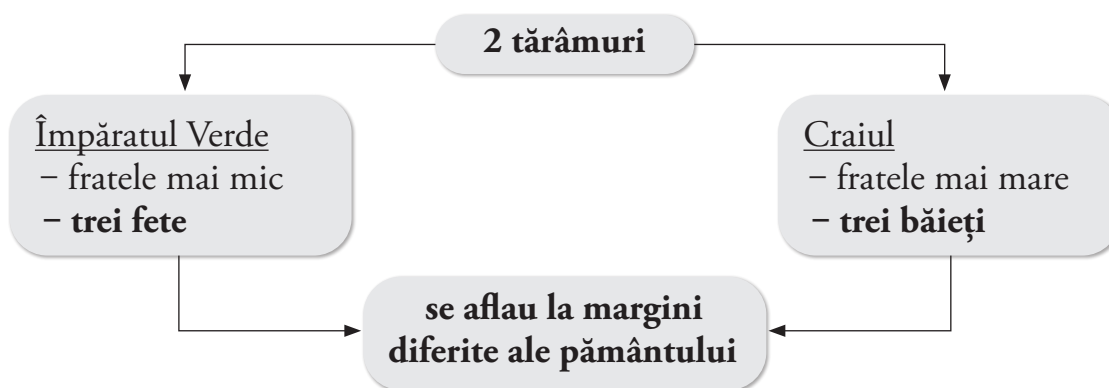 2 tărâmuri
Împăratul Verde
– fratele mai mic
– trei fete
Craiul
– fratele mai mare
– trei băieți
se aflau la margini
diferite ale pământului